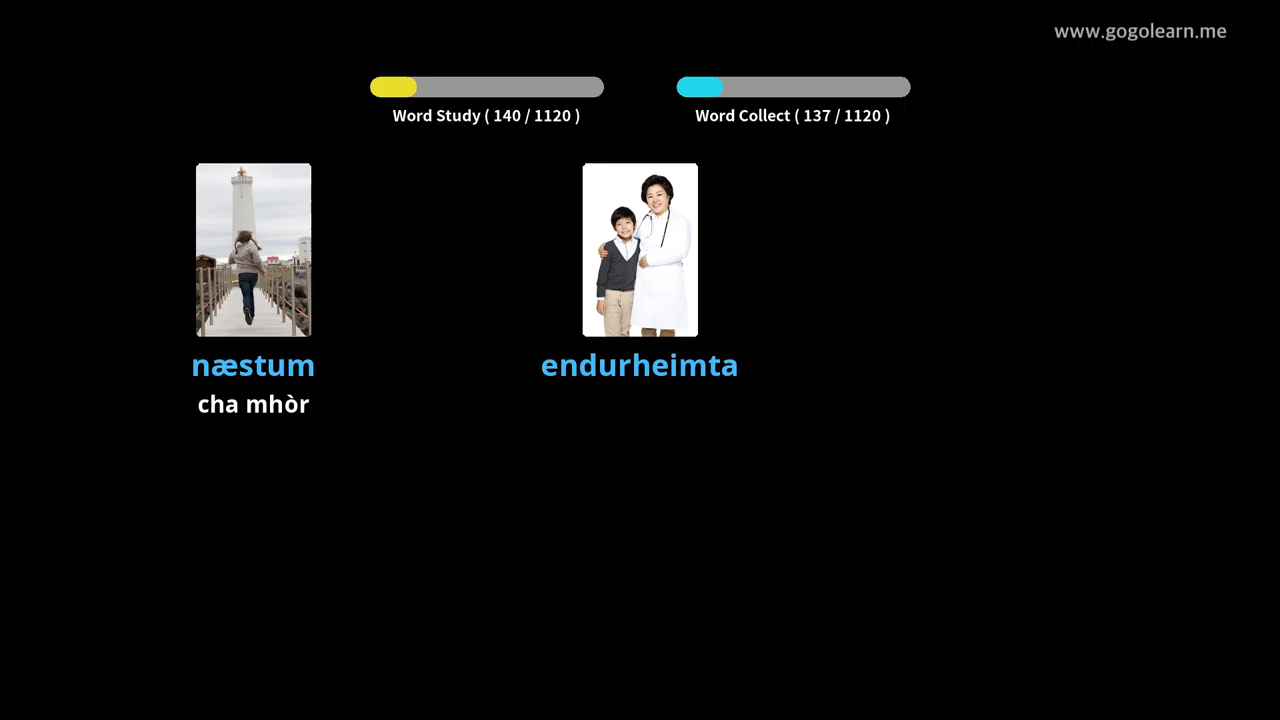 www.gogolearn.me
Word Study ( 140 / 1120 )
Word Collect ( 137 / 1120 )
næstum
endurheimta
cha mhòr